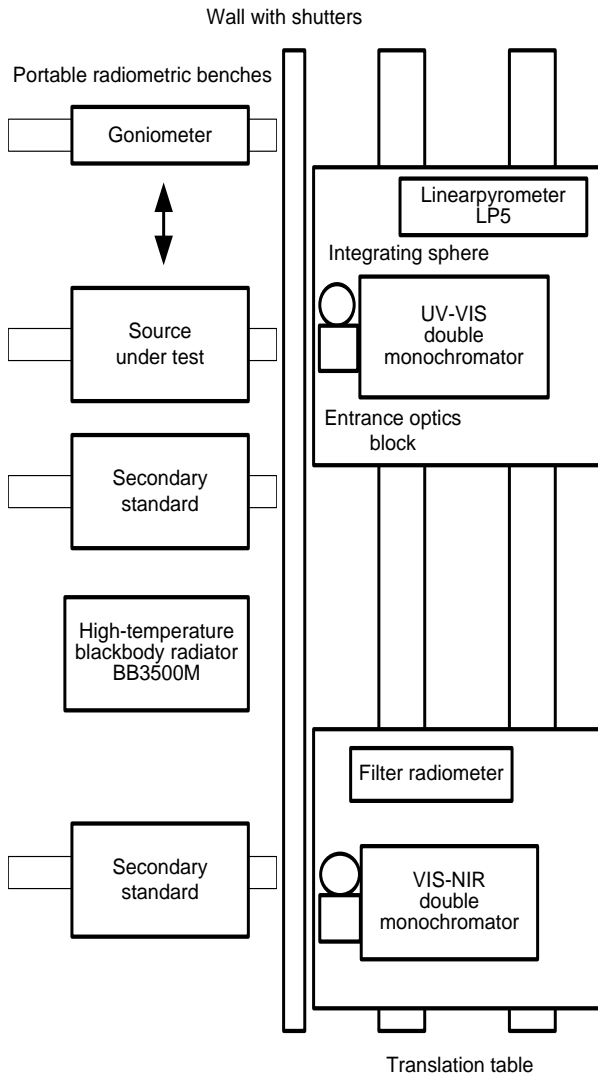 Wall with shutters
Portable radiometric benches
Goniometer
Linearpyrometer
LP5
Integrating sphere
UV-VIS
double
monochromator
Source
under test
Entrance optics
block
Secondary
standard
High-temperature
blackbody radiator
BB3500M
Filter radiometer
Secondary
standard
VIS-NIR
double
monochromator
Translation table